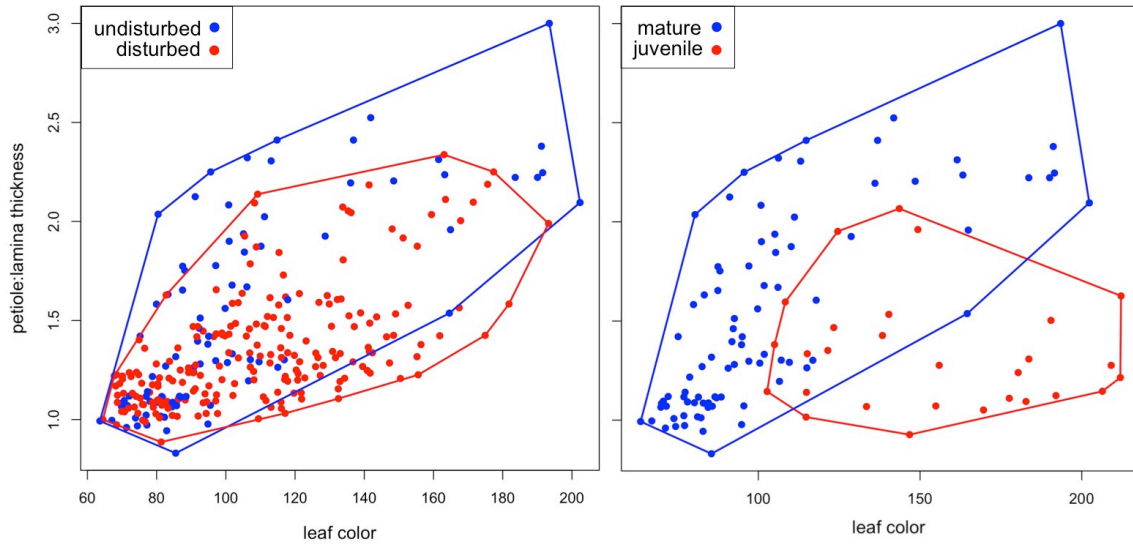 undisturbed
disturbed
mature
juvenile
petiole:lamina thickness
3.0
2.5
2.0
1.5
1.0
60 80 100 120 140 160 180 200
100 150 200
leaf color
leaf color